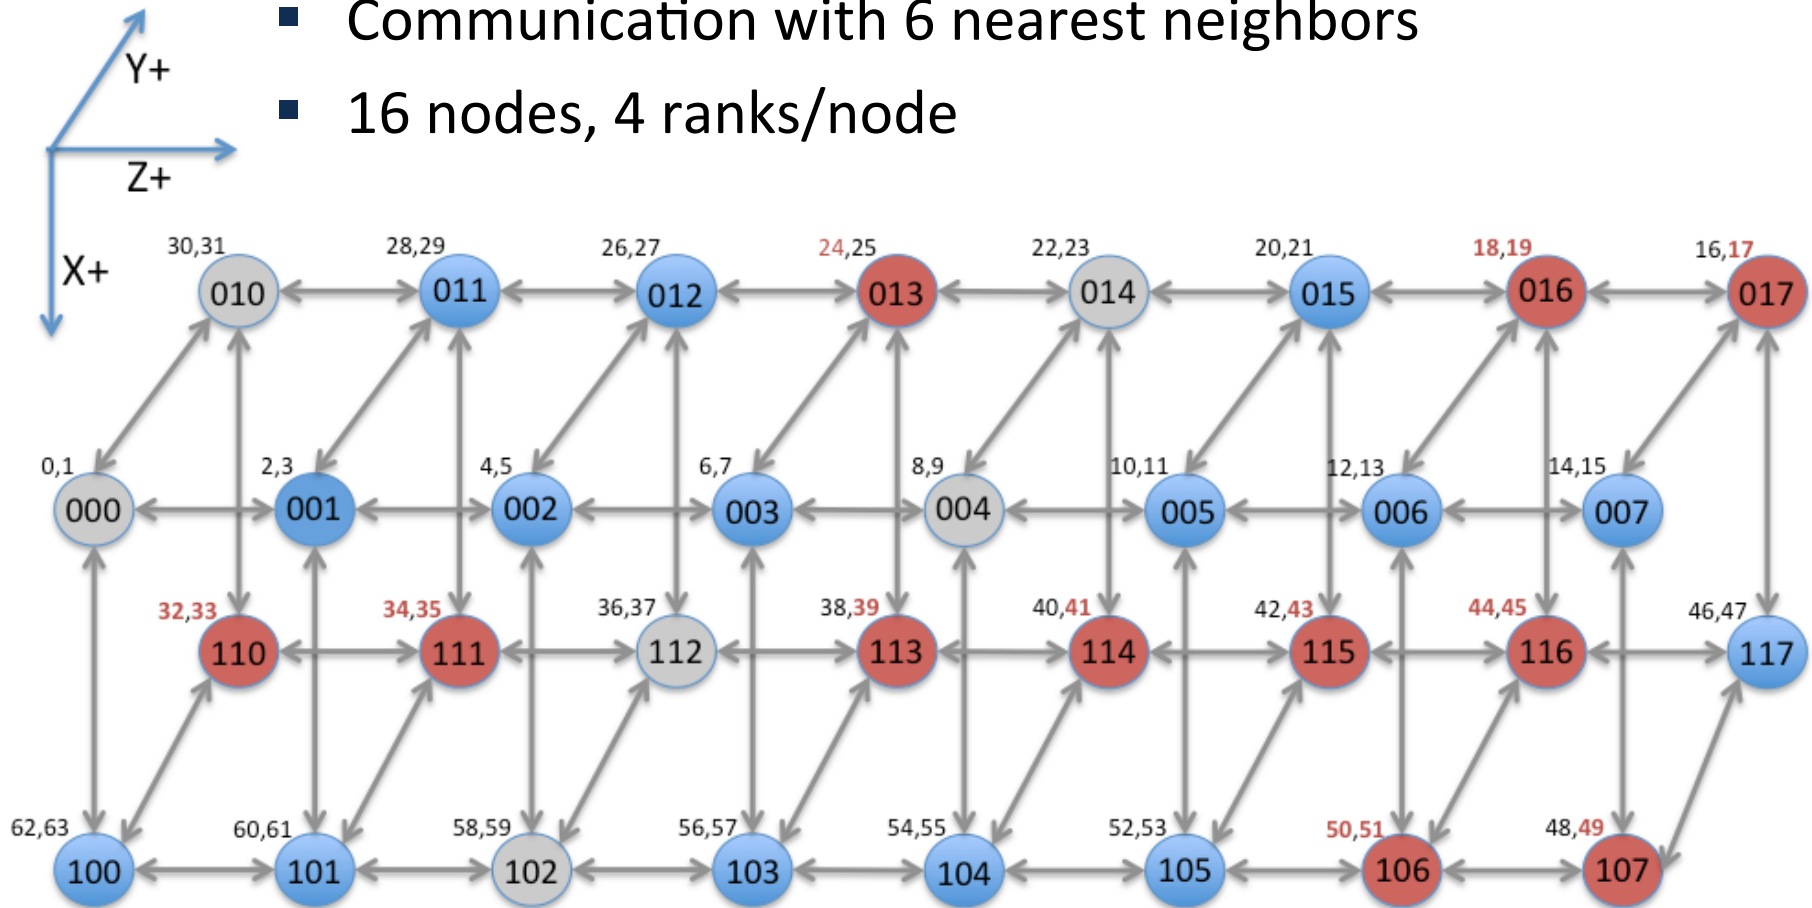 Communication with 6 nearest neighbors
Y+
16 nodes, 4 ranks/node
Z+
X+
30,31 28,29 26,27 24,25 22,23 20,21 18,19 16,17
010 011 012 013 014 015 016 017
0,1 2,3 4,5 6,7 8,9 10,11 12,13 14,15
000 001 002 003 004 005 006 007
32,33 34,35 36,37 38,39 40,41 42,43 44,45 46,47
110 111 112 113 114 115 116 117
62,63 60,61 58,59 56,57 54,55 52,53 50,51 48,49
100 101 102 103 104 105 106 107